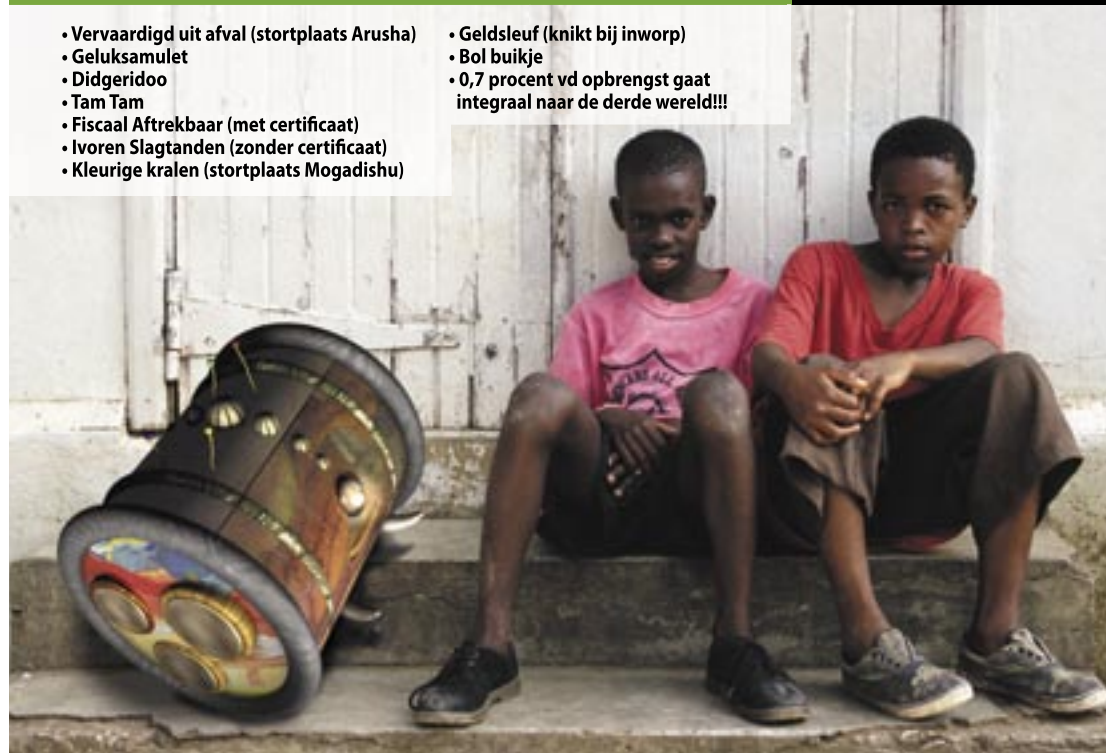 • Vervaardigd uit afval (stortplaats Arusha)
• Geluksamulet
• Didgeridoo
• Tam Tam
• Fiscaal Aftrekbaar (met certificaat)
• Ivoren Slagtanden (zonder certificaat)
• Kleurige kralen (stortplaats Mogadishu)
• Geldsleuf (knikt bij inworp)
• Bol buikje
• 0,7 procent vd opbrengst gaat
integraal naar de derde wereld!!!
ALL